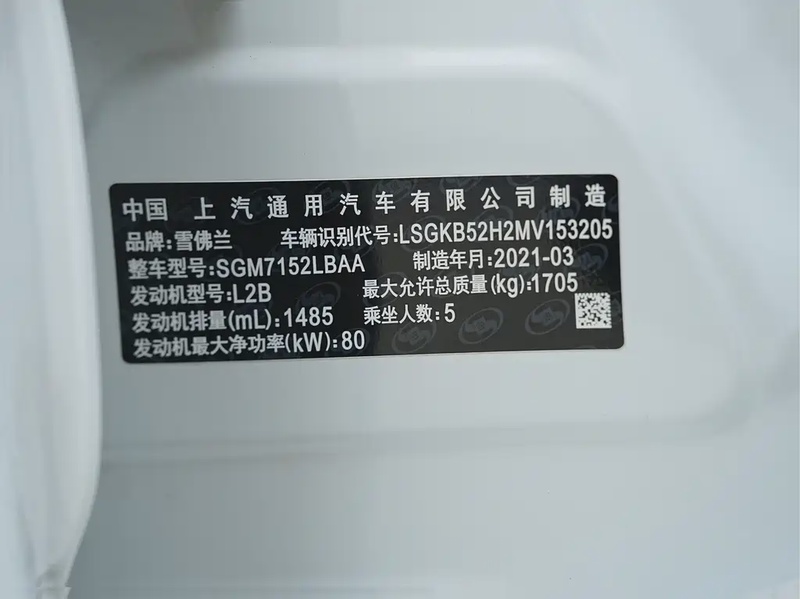 中国 上汽通用汽车有限公司制造
品牌:雪佛兰 车辆识别代号:LSGKB52H2MV153205
整车型号:SGM7152LBAA 制造年月:2021-03
发动机型号:L2B 最大允许总质量(kg):1705
发动机排量(mL):1485 乘坐人数:5
发动机最大净功率(kW):80